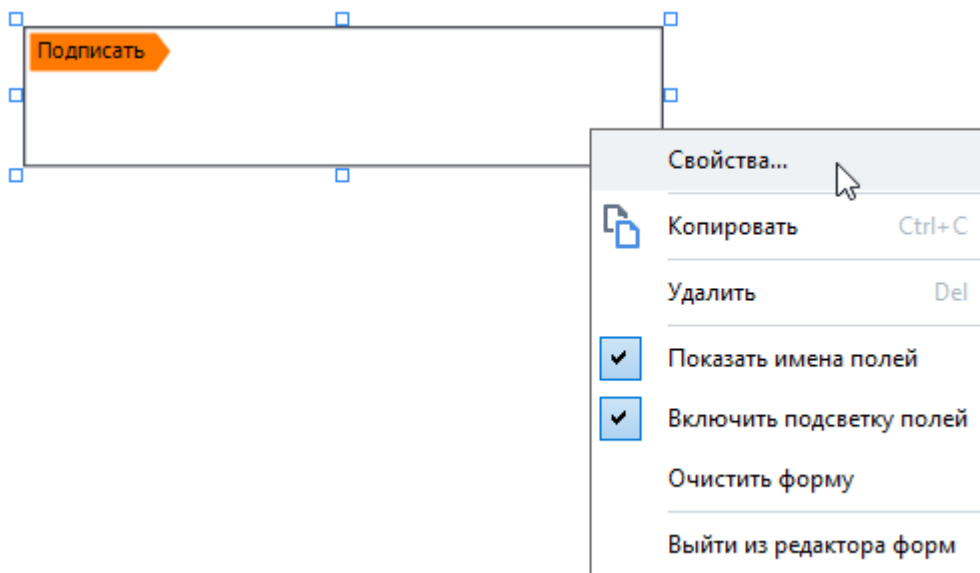 Подписать
Свойства...
Копировать Ctrl+C
Удалить Del
Показать имена полей
Включить подсветку полей
Очистить форму
Выйти из редактора форм